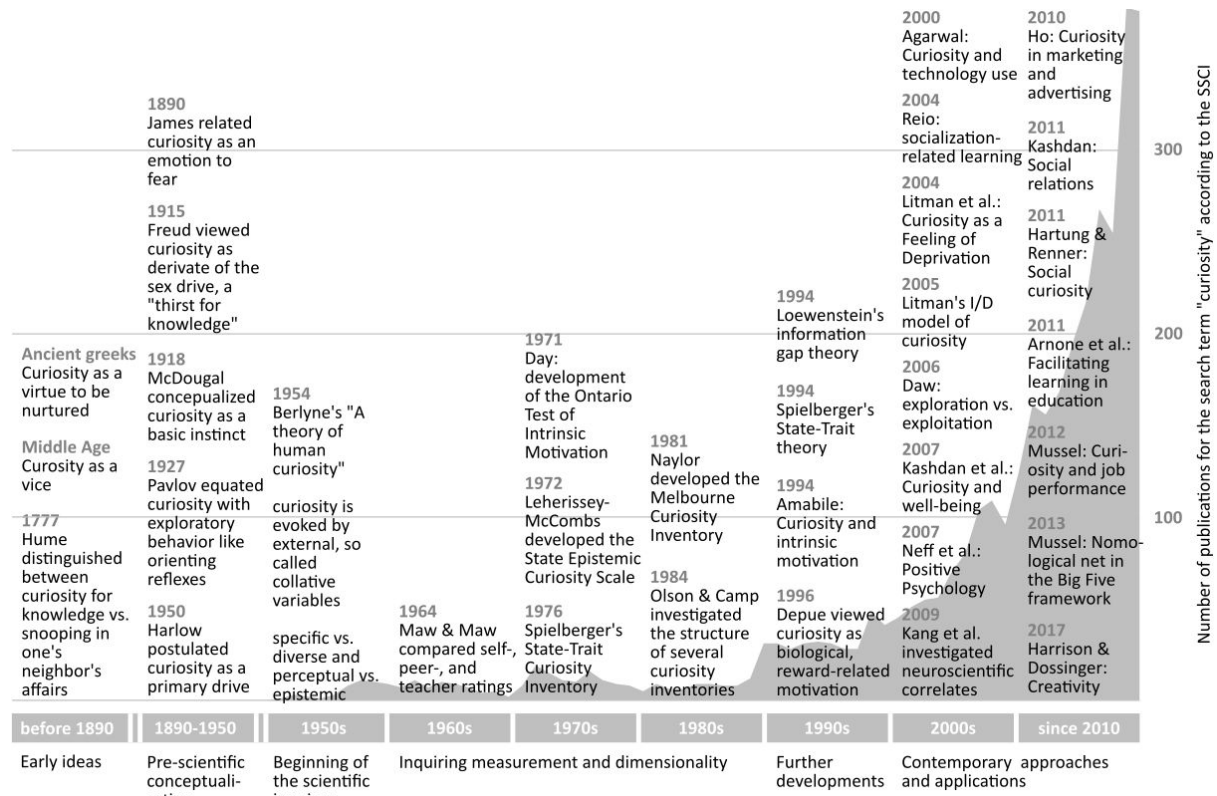 Ancient greeks
Curiosity as a
virtue to be
nurtured
Middle Age
Curosity as a
vice
1777
Hume
distinguished
between
curiosity for
knowledge vs.
snooping in
one's
neighbor's
affairs
before 1890
Early ideas
1890
James related
curiosity as an
emotion to
fear
1915
Freud viewed
curiosity as
derivate of the
sex drive, a
"thirst for
knowledge"
1918
McDougal
concepualized
curiosity as a
basic instinct
1927
Pavlov equated
curiosity with
exploratory
behavior like
orienting
reflexes
1950
Harlow
postulated
curiosity as a
primary drive
1890-1950
Pre-scientific
conceptuali-
1954
Berlyne's "A
theory of
human
curiosity"
curiosity is
evoked by
external, so
called
collative
variables
specific vs.
diverse and
perceptual vs.
epistemic
1950s
Beginning of
the scientific
1964
Maw & Maw
compared self-,
peer-, and
teacher ratings
1960s
1971
Day:
development
of the Ontario
Test of
Intrinsic
Motivation
1972
Leherissey-
McCombs
developed the
State Epistemic
Curiosity Scale
1976
Spielberger's
State-Trait
Curiosity
Inventory
1970s
1981
Naylor
developed the
Melbourne
Curiosity
Inventory
1984
Olson & Camp
investigated
the structure
of several
curiosity
inventories
1980s
Inquiring measurement and dimensionality
1994
Loewenstein's
information
gap theory
1994
Spielberger's
State-Trait
theory
1994
Amabile:
Curiosity and
intrinsic
motivation
1996
Depue viewed
curiosity as
biological,
reward-related
motivation
1990s
Further
developments
2000
Agarwal:
Curiosity and
technology use
2004
Reio:
socialization-
related learning
2004
Litman et al.:
Curiosity as a
Feeling of
Deprivation
2005
Litman's I/D
model of
curiosity
2006
Daw:
exploration vs.
exploitation
2007
Kashdan et al.:
Curiosity and
well-being
2007
Neff et al.:
Positive
Psychology
2009
Kang et al.
investigated
neuroscientific
correlates
2000s
2010
Ho: Curiosity
in marketing
and
advertising
2011
Kashdan:
Social
relations
2011
Hartung &
Renner:
Social
curiosity
2011
Arnone et al.:
Facilitating
learning in
education
2012
Mussel: Curi-
osity and job
performance
2013
Mussel: Nomo-
logical net in
the Big Five
framework
2017
Harrison &
Dossinger:
Creativity
since 2010
Contemporary approaches
and applications
300
200
100
Number of publications for the search term "curiosity" according to the SSCI